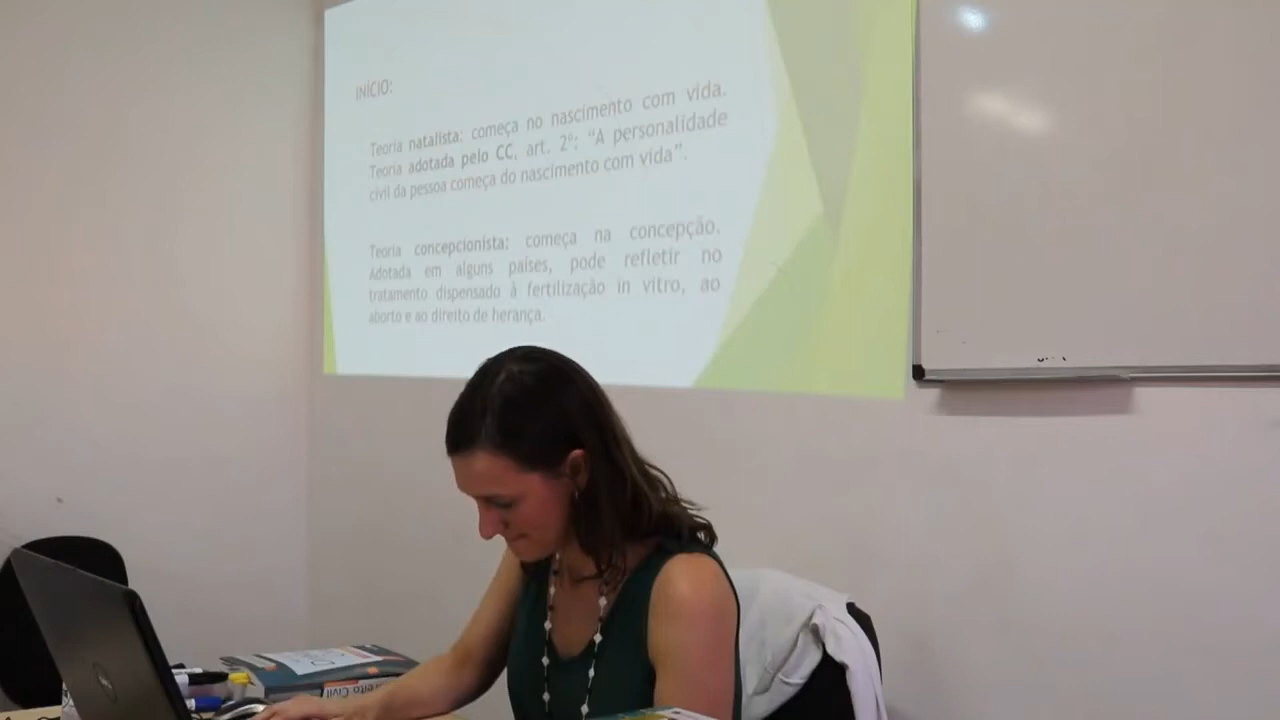 INÍCIO:
Teoria natalista: começa no nascimento com vida.
Teoria adotada pelo CC, art. 2º: “A personalidade
civil da pessoa começa do nascimento com vida”.
Teoria concepcionista: começa na concepção.
Adotada em alguns países, pode refletir no
tratamento dispensado à fertilização in vitro, ao
aborto e ao direito de herança.
Civil